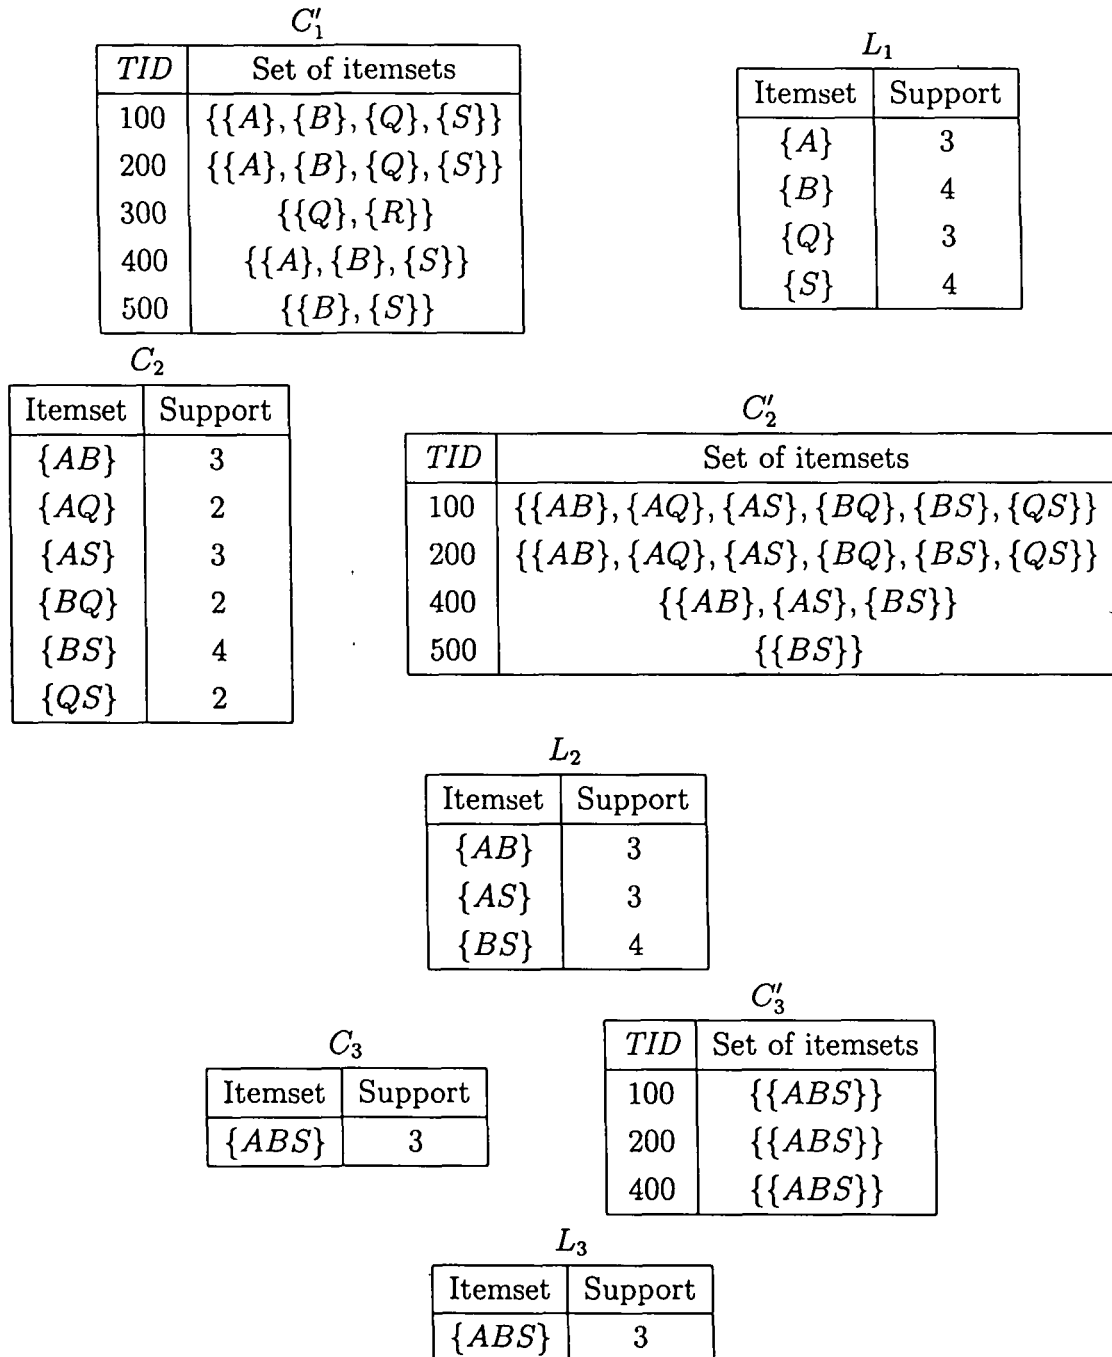 C′₁
TID Set of itemsets
100 {{A}, {B}, {Q}, {S}}
200 {{A}, {B}, {Q}, {S}}
300 {{Q}, {R}}
400 {{A}, {B}, {S}}
500 {{B}, {S}}
L₁
Itemset Support
{A} 3
{B} 4
{Q} 3
{S} 4
C₂
Itemset Support
{AB} 3
{AQ} 2
{AS} 3
{BQ} 2
{BS} 4
{QS} 2
C′₂
TID Set of itemsets
100 {{AB}, {AQ}, {AS}, {BQ}, {BS}, {QS}}
200 {{AB}, {AQ}, {AS}, {BQ}, {BS}, {QS}}
400 {{AB}, {AS}, {BS}}
500 {{BS}}
L₂
Itemset Support
{AB} 3
{AS} 3
{BS} 4
C₃
Itemset Support
{ABS} 3
C′₃
TID Set of itemsets
100 {{ABS}}
200 {{ABS}}
400 {{ABS}}
L₃
Itemset Support
{ABS} 3